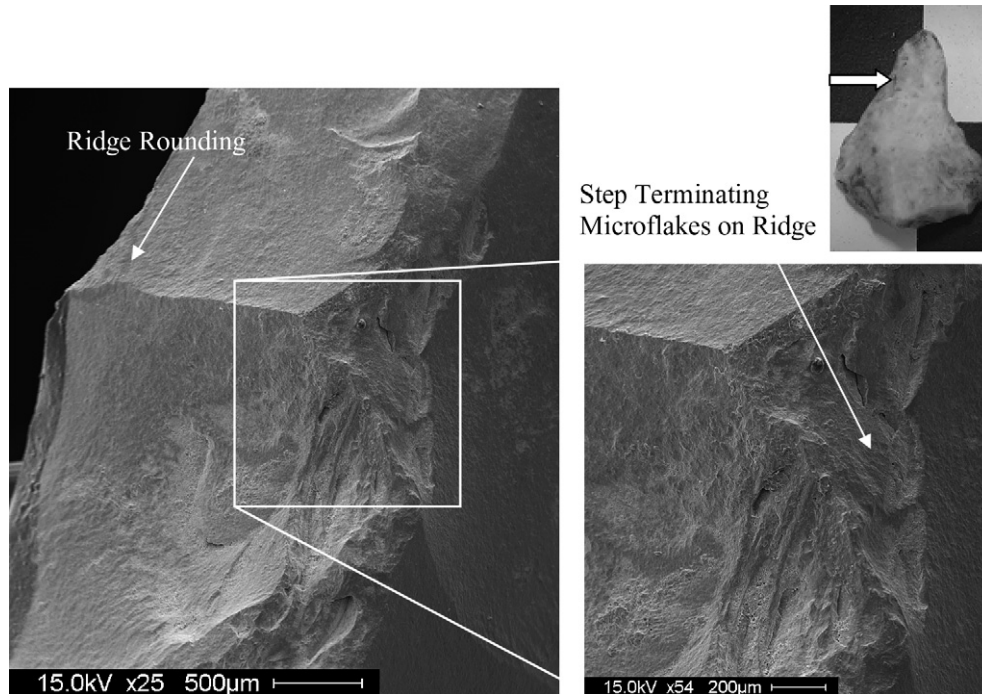 Ridge Rounding
Step Terminating
Microflakes on Ridge
15.0kV x25 500µm
15.0kV x54 200µm